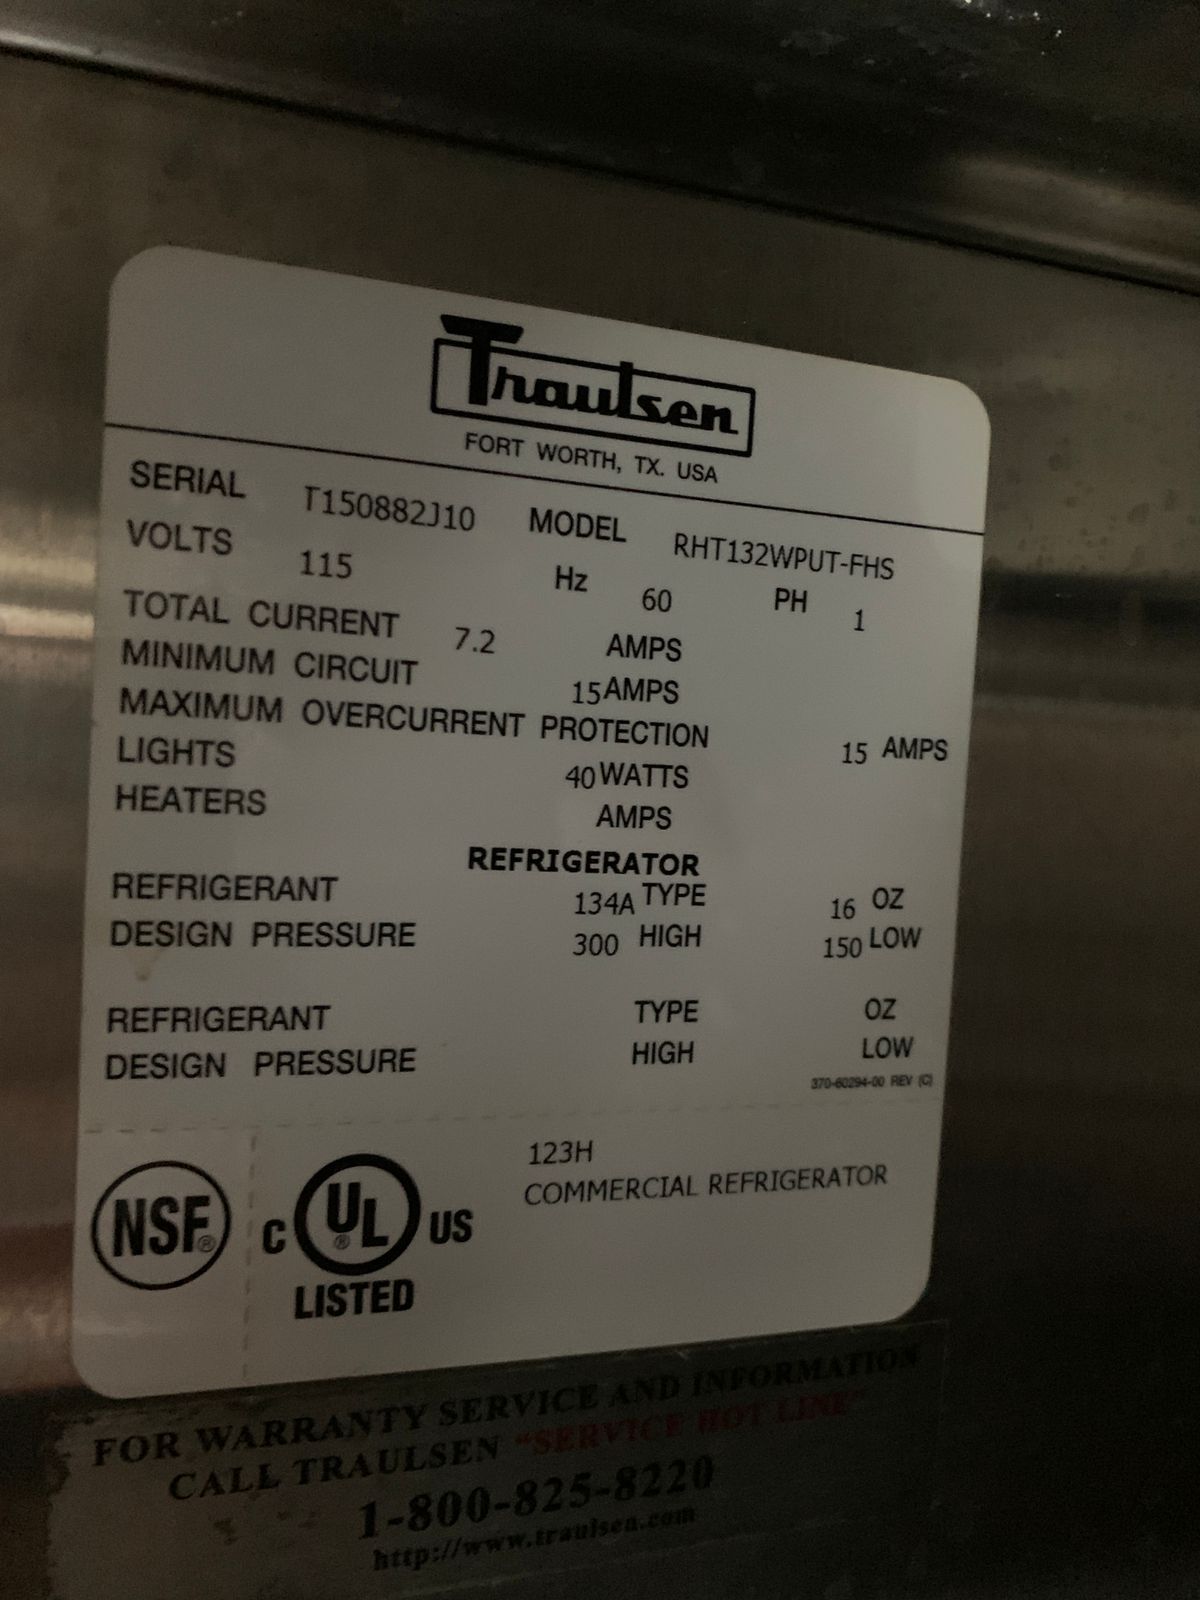 Traulsen
FORT WORTH, TX. USA
SERIAL T150882J10 MODEL RHT132WPUT-FHS
VOLTS 115 Hz 60 PH 1
TOTAL CURRENT 7.2 AMPS
MINIMUM CIRCUIT 15 AMPS
MAXIMUM OVERCURRENT PROTECTION 15 AMPS
LIGHTS 40 WATTS
HEATERS AMPS
REFRIGERATOR
REFRIGERANT 134A TYPE 16 OZ
DESIGN PRESSURE 300 HIGH 150 LOW
REFRIGERANT TYPE OZ
DESIGN PRESSURE HIGH LOW
370-60294-00 REV (C)
123H
COMMERCIAL REFRIGERATOR
NSF®
C UL® US
LISTED
FOR WARRANTY SERVICE AND INFORMATION
CALL TRAULSEN "SERVICE HOT LINE"
1-800-825-8220
http://www.traulsen.com